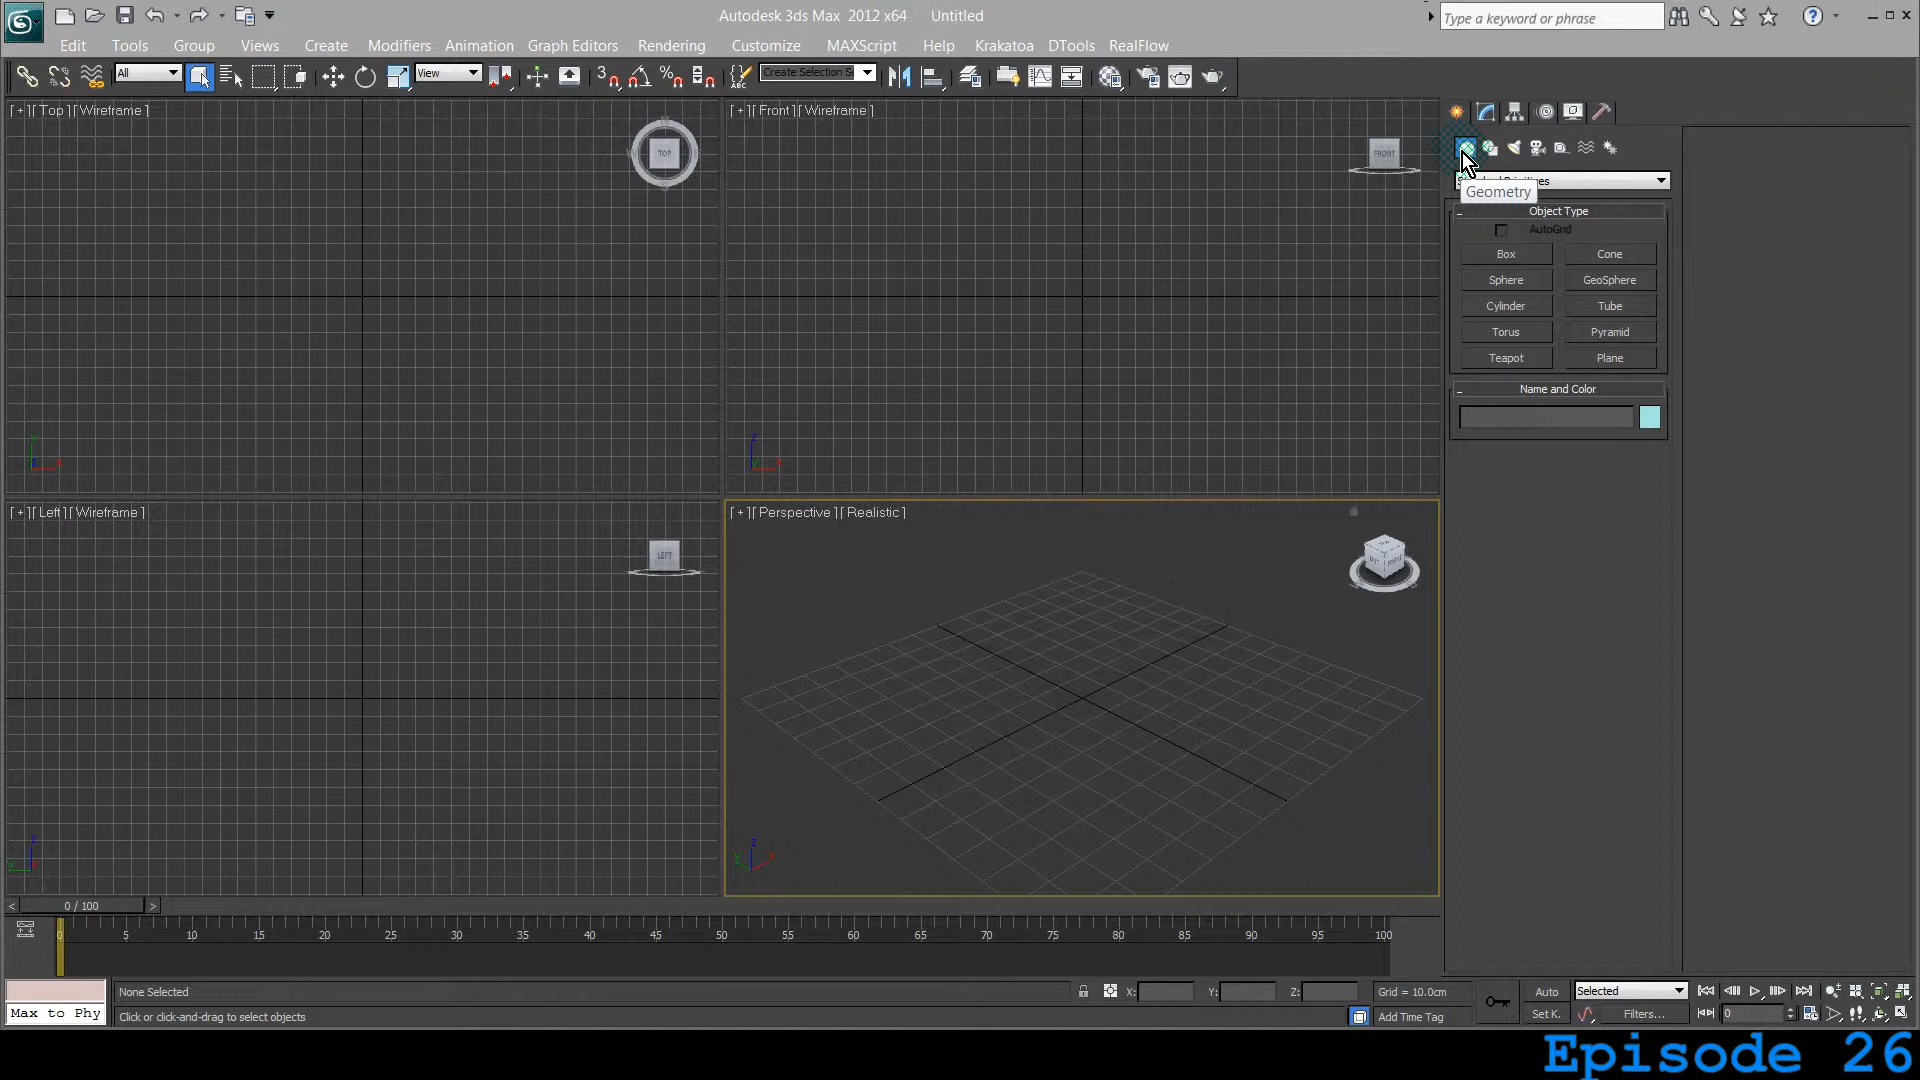 Autodesk 3ds Max 2012 x64 Untitled
Type a keyword or phrase
Edit Tools Group Views Create Modifiers Animation Graph Editors Rendering Customize MAXScript Help Krakatoa DTools RealFlow
All
View
3
ABC
Create Selection Se
[ + ] [ Top ] [ Wireframe ]
TOP
[ + ] [ Front ] [ Wireframe ]
FRONT
Geometry
Object Type
AutoGrid
Box Cone
Sphere GeoSphere
Cylinder Tube
Torus Pyramid
Teapot Plane
Name and Color
[ + ] [ Left ] [ Wireframe ]
LEFT
[ + ] [ Perspective ] [ Realistic ]
0 / 100
0 5 10 15 20 25 30 35 40 45 50 55 60 65 70 75 80 85 90 95 100
None Selected
X: Y: Z:
Grid = 10.0cm
Auto
Selected
Max to Phy
Click or click-and-drag to select objects
Add Time Tag
Set K.
Filters...
0
Episode 26